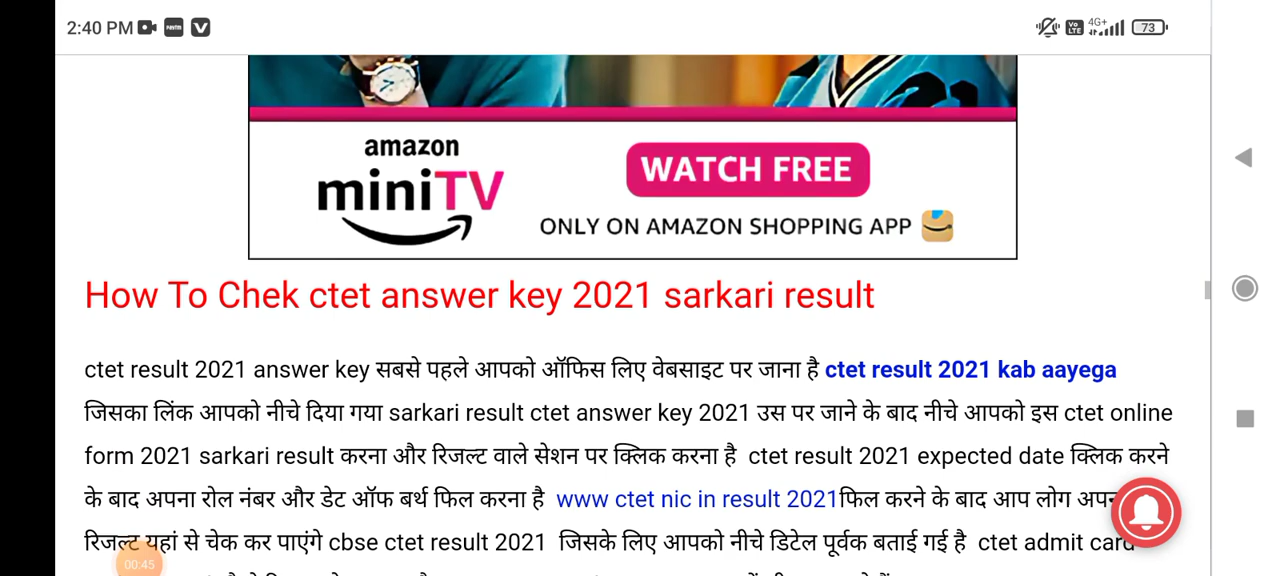 2:40 PM
4G+ 73
amazon
miniTV
WATCH FREE
ONLY ON AMAZON SHOPPING APP
How To Chek ctet answer key 2021 sarkari result
ctet result 2021 answer key सबसे पहले आपको ऑफिस लिए वेबसाइट पर जाना है ctet result 2021 kab aayega
जिसका लिंक आपको नीचे दिया गया sarkari result ctet answer key 2021 उस पर जाने के बाद नीचे आपको इस ctet online
form 2021 sarkari result करना और रिजल्ट वाले सेशन पर क्लिक करना है ctet result 2021 expected date क्लिक करने
के बाद अपना रोल नंबर और डेट ऑफ बर्थ फिल करना है www ctet nic in result 2021फिल करने के बाद आप लोग
रिजल्ट यहां से चेक कर पाएंगे cbse ctet result 2021 जिसके लिए आपको नीचे डिटेल पूर्वक बताई गई है ctet admit card
00:45